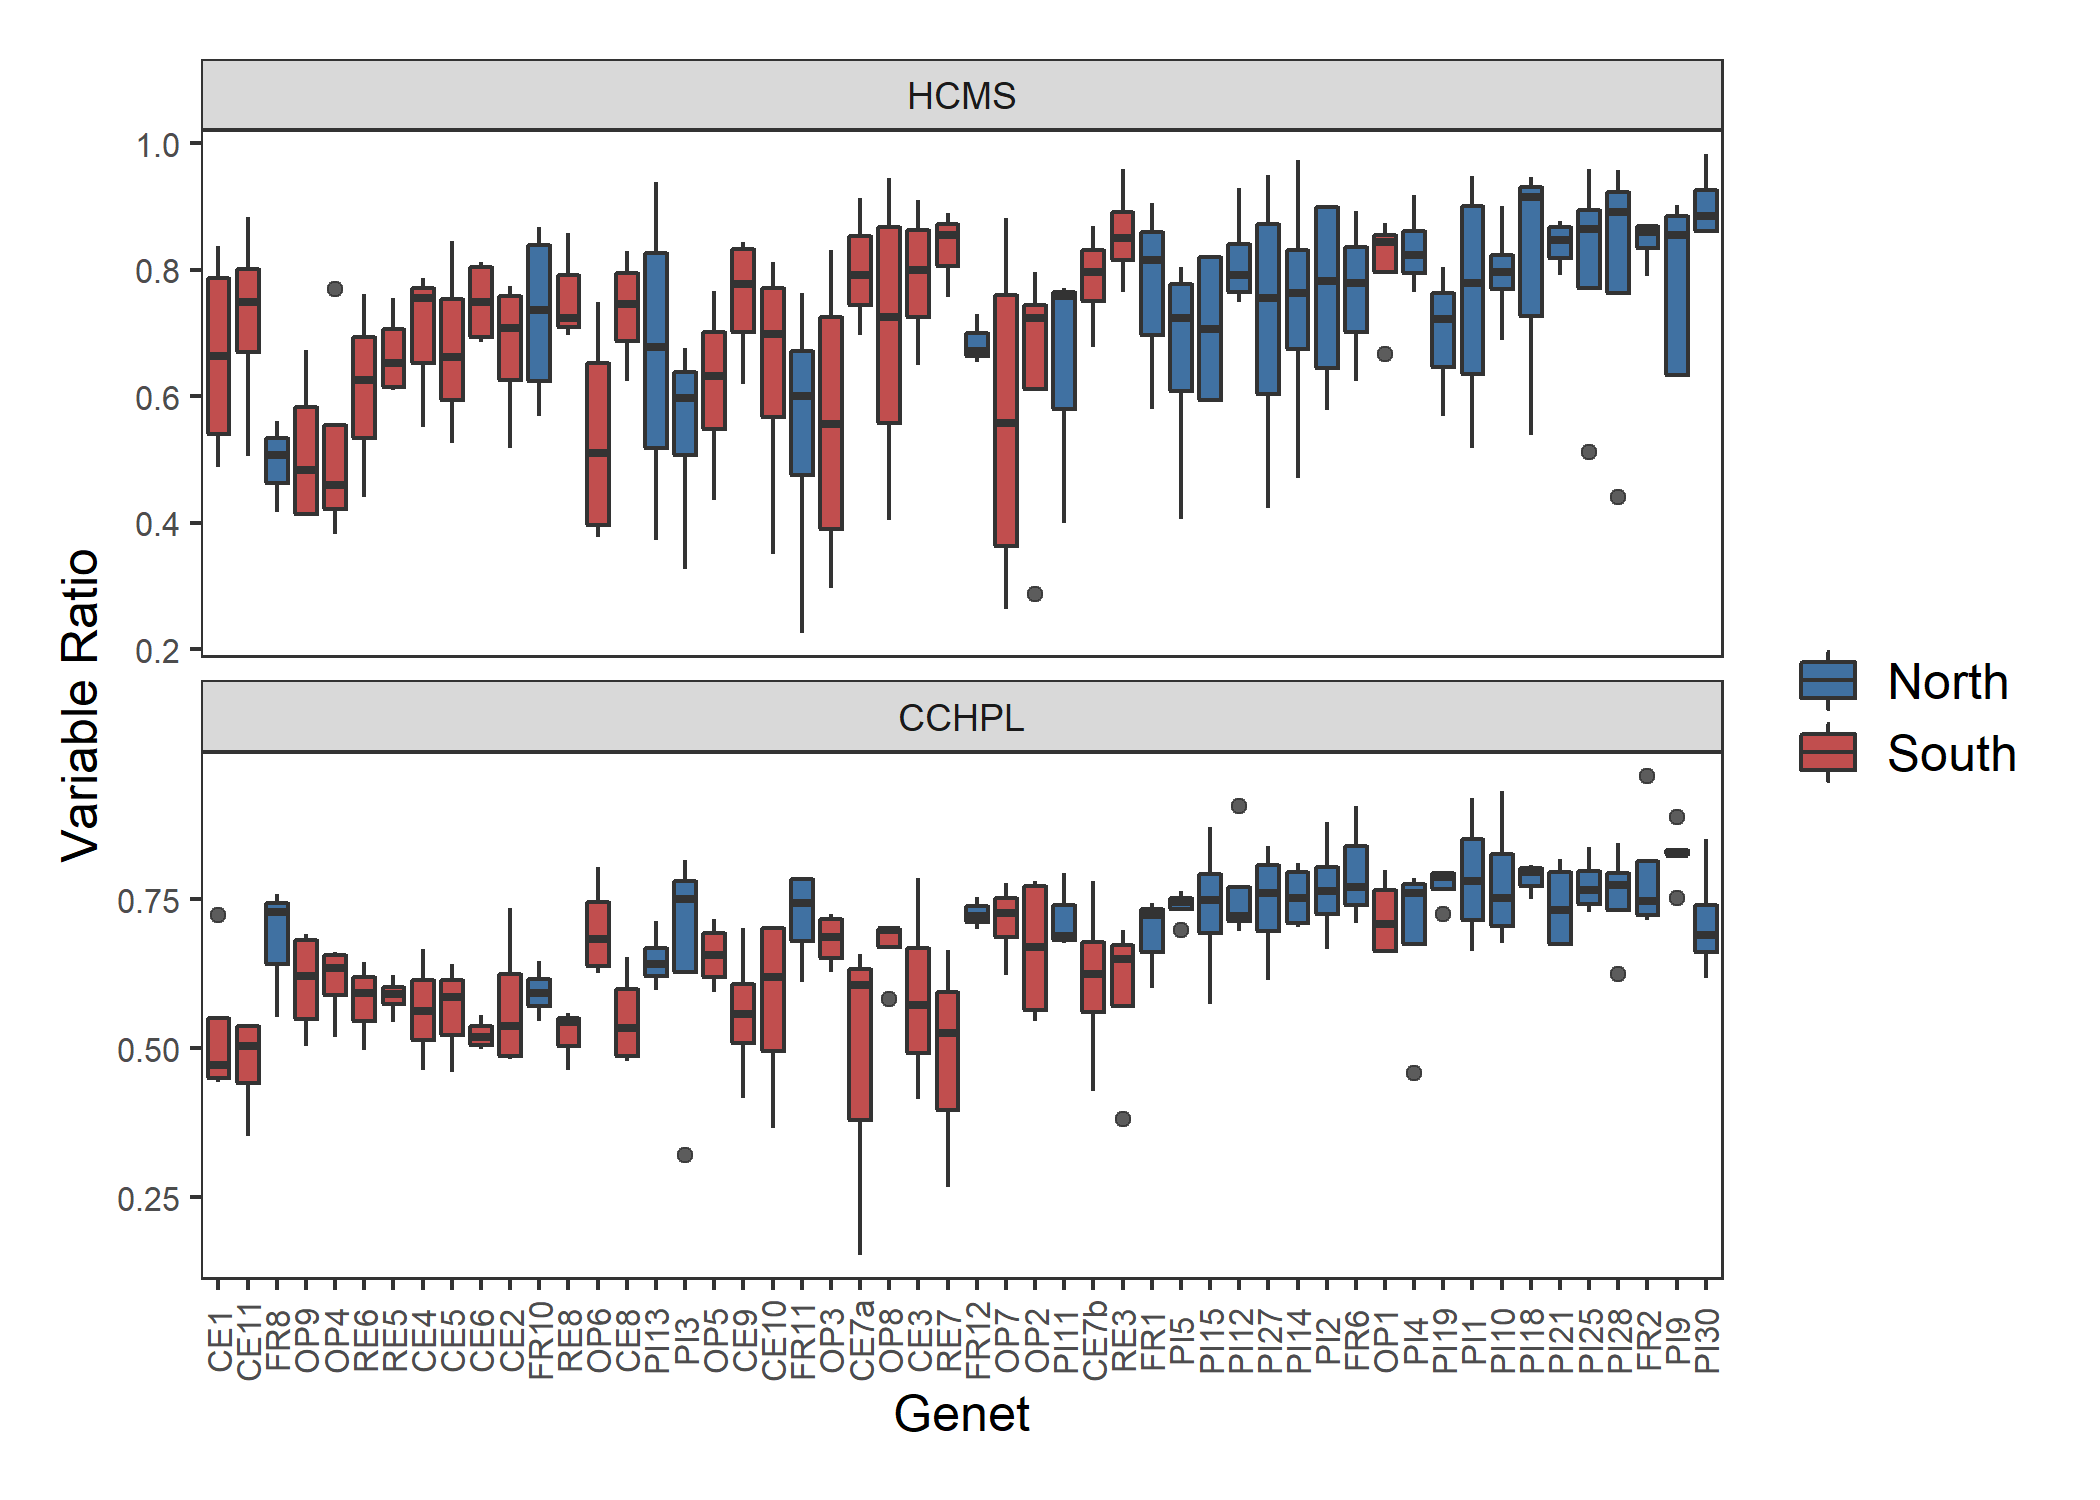 HCMS
1.0
0.8
0.6
0.4
0.2
Variable Ratio
CCHPL
0.75
0.50
0.25
CE1
CE11
FR8
OP9
OP4
RE6
RE5
CE4
CE5
CE6
CE2
FR10
RE8
OP6
CE8
PI13
PI3
OP5
CE9
CE10
FR11
OP3
CE7a
OP8
CE3
RE7
FR12
OP7
OP2
PI11
CE7b
RE3
FR1
PI5
PI15
PI12
PI27
PI14
PI2
FR6
OP1
PI4
PI19
PI1
PI10
PI18
PI21
PI25
PI28
FR2
PI9
PI30
Genet
North
South